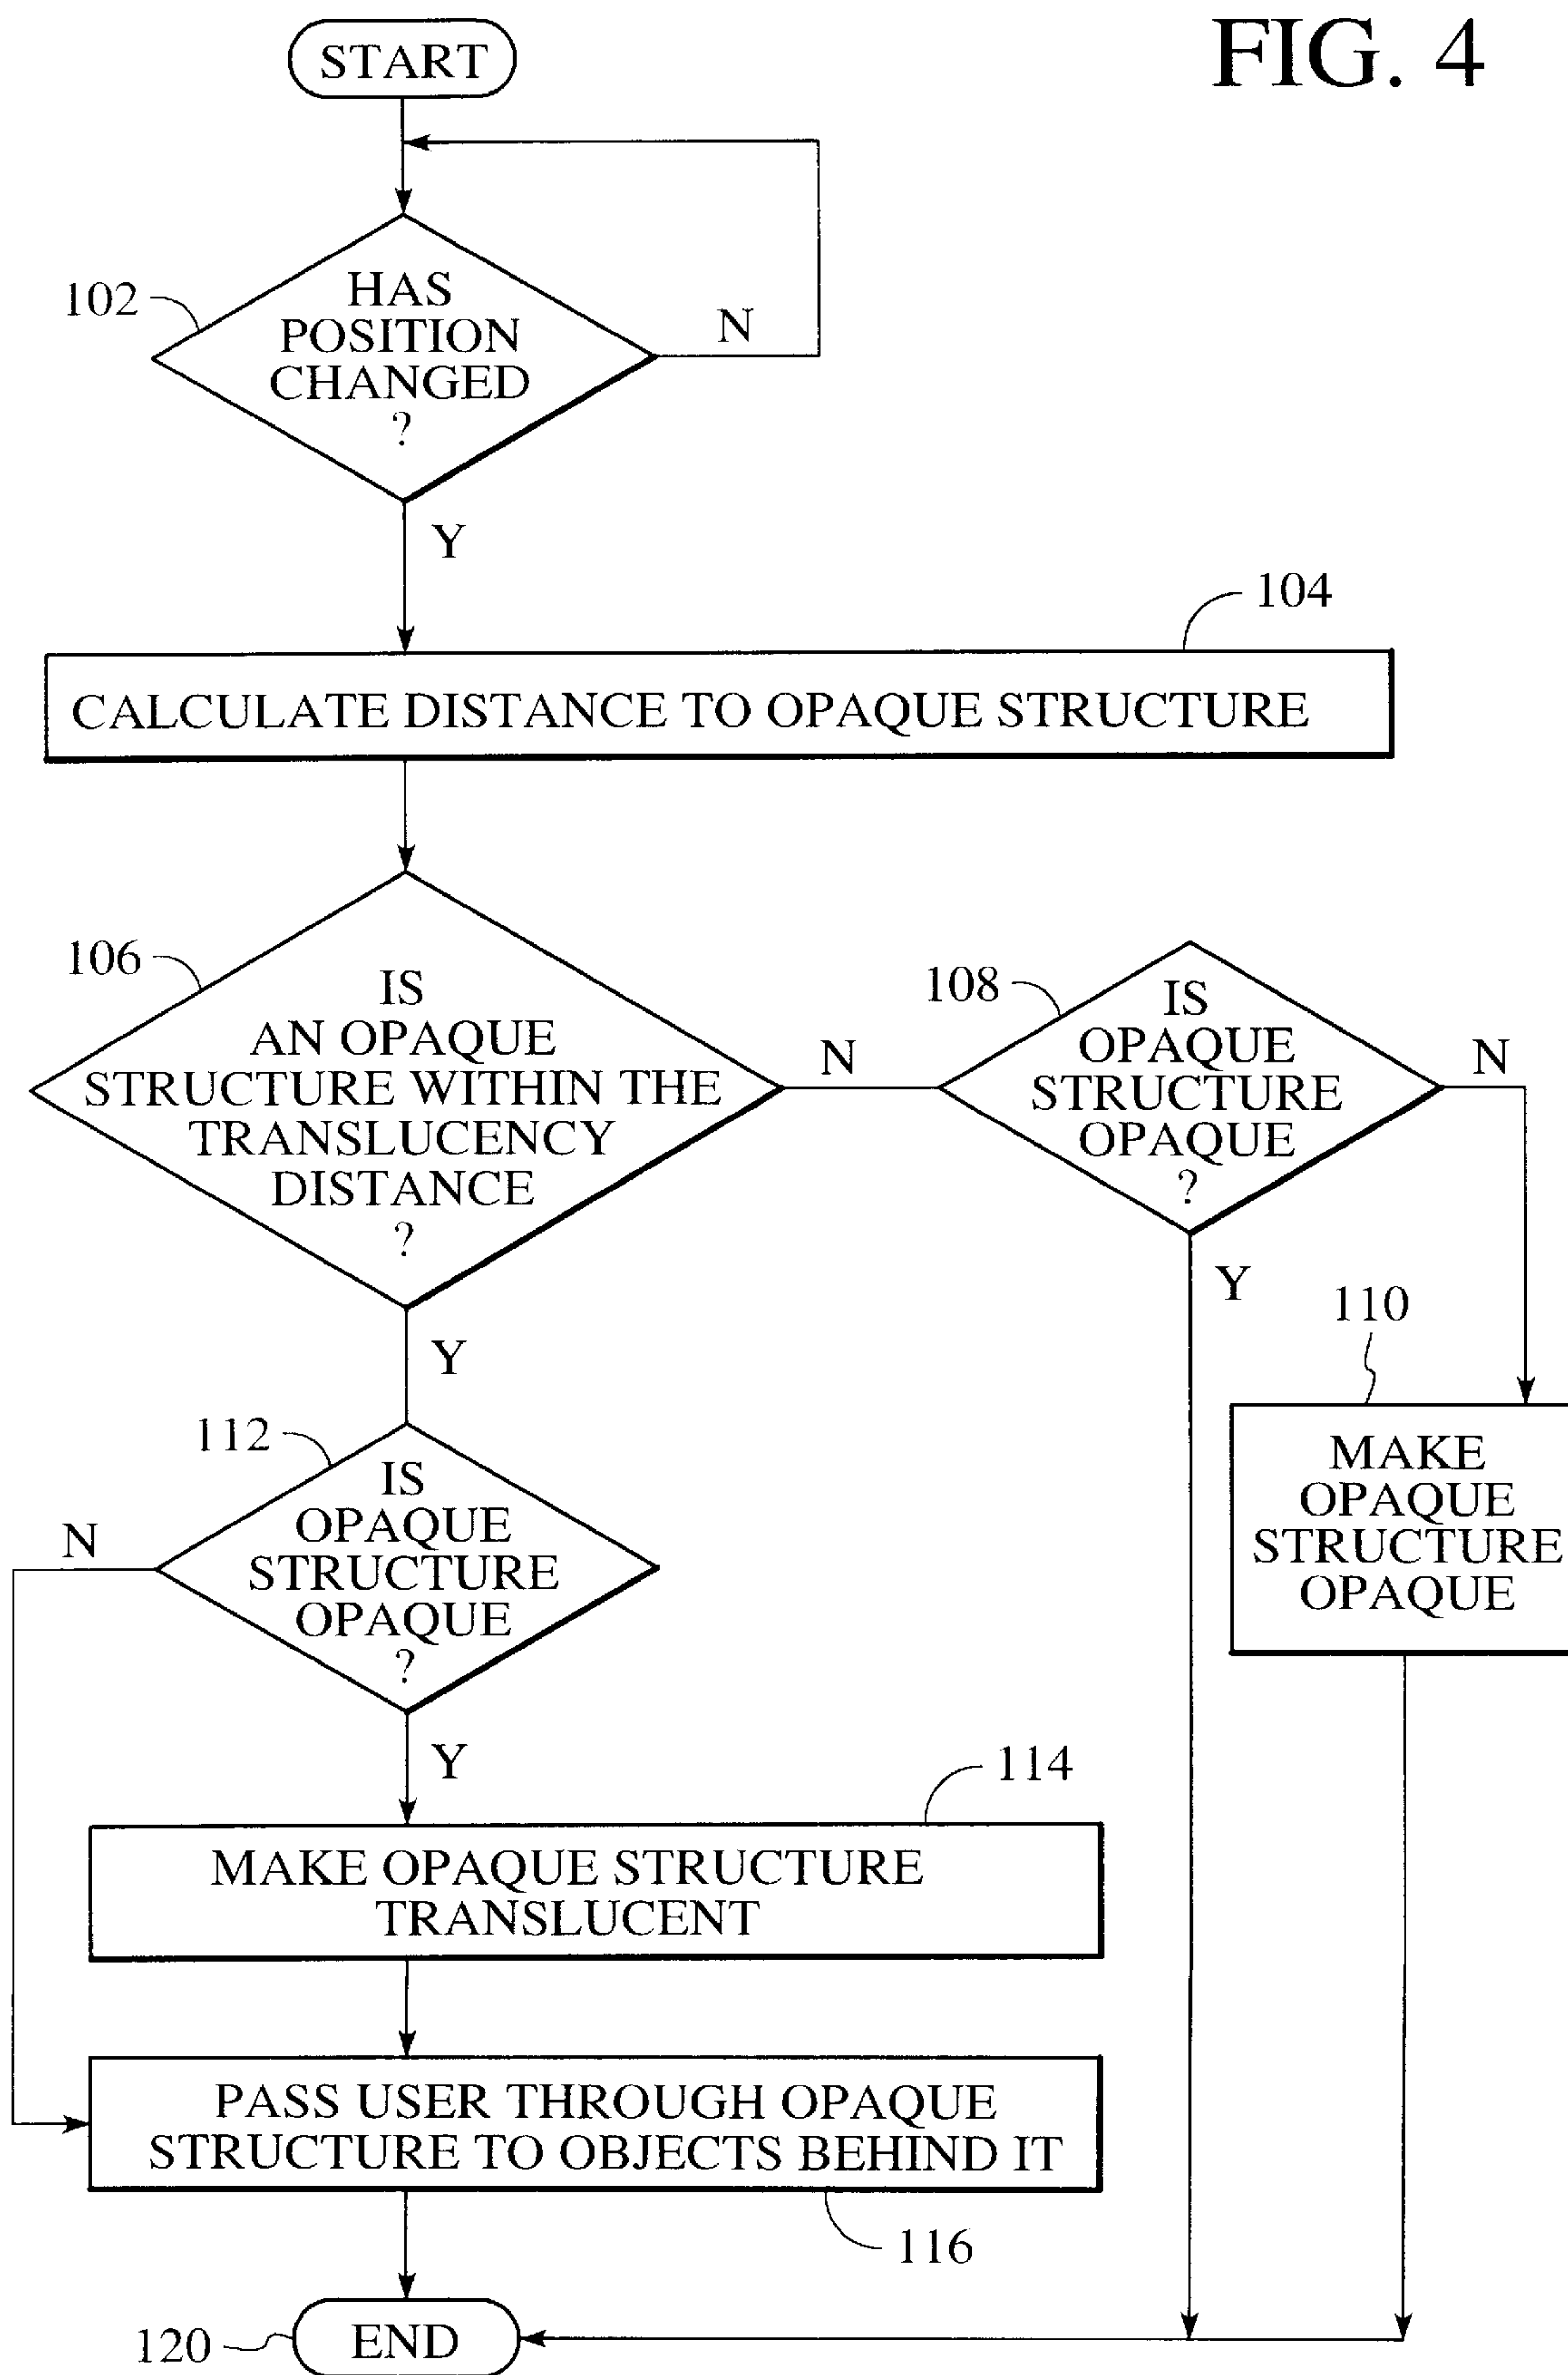 FIG. 4
START
102
HAS
POSITION
CHANGED
?
N
Y
104
CALCULATE DISTANCE TO OPAQUE STRUCTURE
106
IS
AN OPAQUE
STRUCTURE WITHIN THE
TRANSLUCENCY
DISTANCE
?
N
108
IS
OPAQUE
STRUCTURE
OPAQUE
?
N
Y
110
MAKE
OPAQUE
STRUCTURE
OPAQUE
Y
112
IS
OPAQUE
STRUCTURE
OPAQUE
?
N
Y
114
MAKE OPAQUE STRUCTURE
TRANSLUCENT
PASS USER THROUGH OPAQUE
STRUCTURE TO OBJECTS BEHIND IT
116
120
END